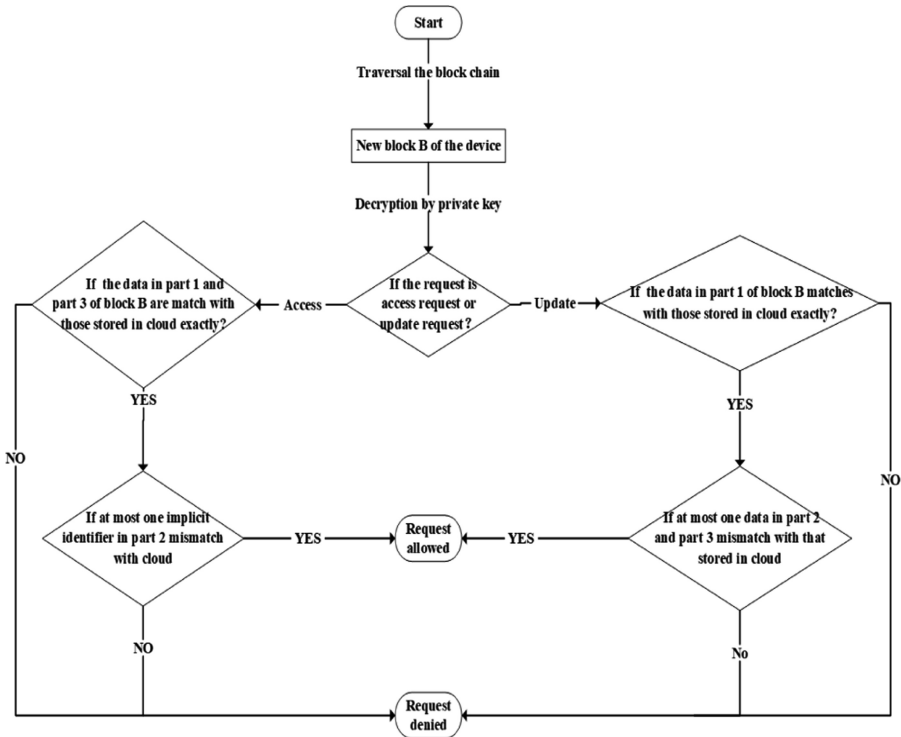 Start
Traversal the block chain
New block B of the device
Decryption by private key
If the request is
access request or
update request?
Access
Update
If the data in part 1 and
part 3 of block B are match with
those stored in cloud exactly?
If the data in part 1 of block B matches
with those stored in cloud exactly?
YES
YES
NO
NO
If at most one implicit
identifier in part 2 mismatch
with cloud
YES
Request
allowed
YES
If at most one data in part 2
and part 3 mismatch with that
stored in cloud
NO
No
Request
denied